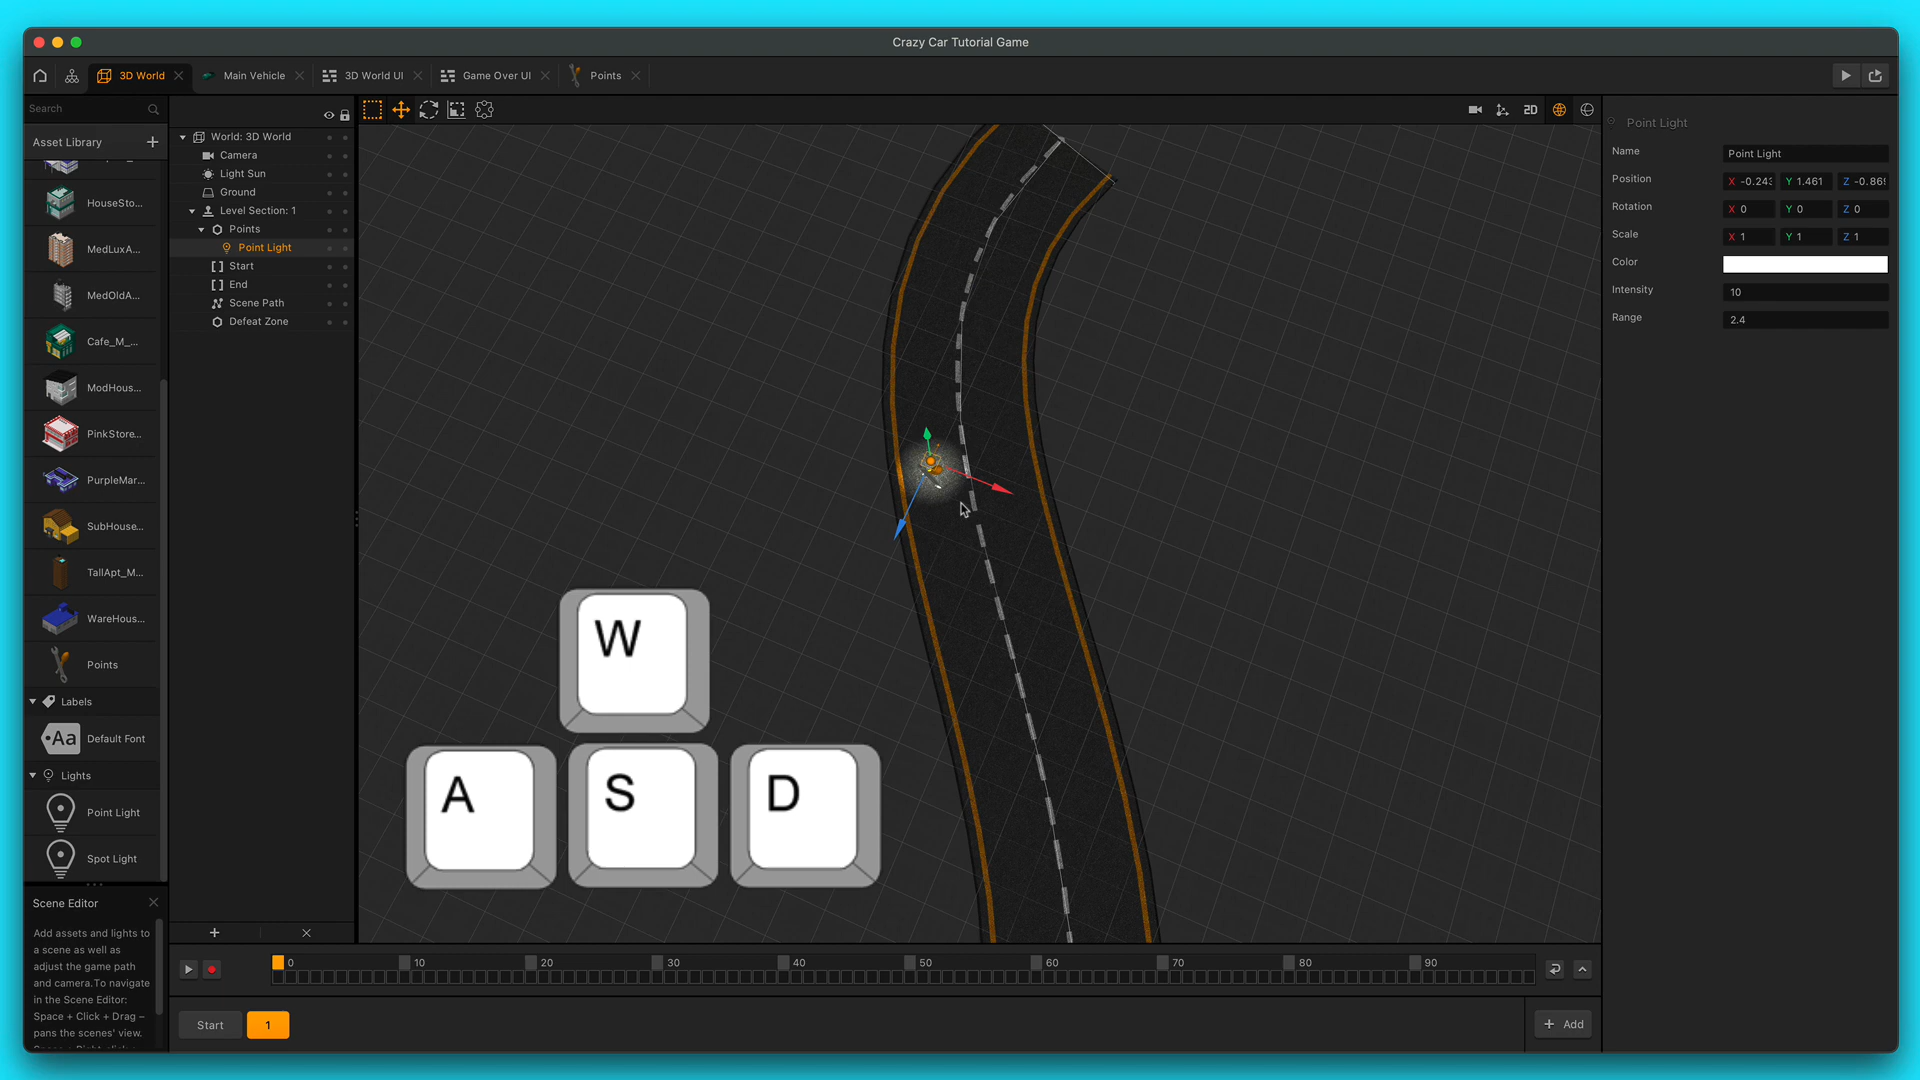 Crazy Car Tutorial Game
3D World
Main Vehicle
3D World UI
Game Over UI
Points
Search
Asset Library
HouseSto...
MedLuxA...
MedOldA...
Cafe_M_...
ModHous...
PinkStore...
PurpleMar...
SubHouse...
TallApt_M...
WareHous...
Points
Labels
Aa
Default Font
Lights
Point Light
Spot Light
Scene Editor
Add assets and lights to
a scene as well as
adjust the game path
and camera.To navigate
in the Scene Editor:
Space + Click + Drag –
pans the scenes' view.
World: 3D World
Camera
Light Sun
Ground
Level Section: 1
Points
Point Light
Start
End
Scene Path
Defeat Zone
2D
W
A
S
D
0
10
20
30
40
50
60
70
80
90
Start
1
Add
Point Light
Name
Point Light
Position
X -0.243
Y 1.461
Z -0.869
Rotation
X 0
Y 0
Z 0
Scale
X 1
Y 1
Z 1
Color
Intensity
10
Range
2.4